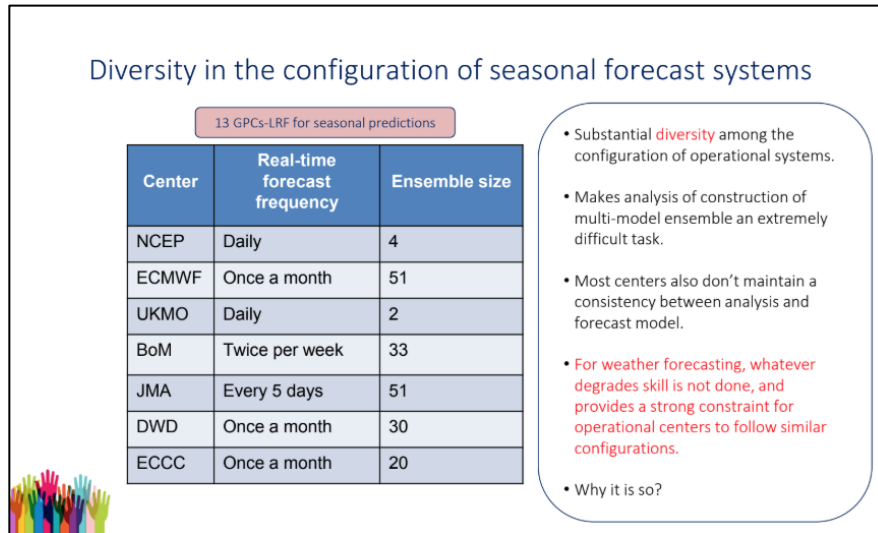 Diversity in the configuration of seasonal forecast systems
13 GPCs-LRF for seasonal predictions
Center
Real-time
forecast
frequency
Ensemble size
NCEP Daily 4
ECMWF Once a month 51
UKMO Daily 2
BoM Twice per week 33
JMA Every 5 days 51
DWD Once a month 30
ECCC Once a month 20
• Substantial diversity among the
configuration of operational systems.
• Makes analysis of construction of
multi-model ensemble an extremely
difficult task.
• Most centers also don’t maintain a
consistency between analysis and
forecast model.
• For weather forecasting, whatever
degrades skill is not done, and
provides a strong constraint for
operational centers to follow similar
configurations.
• Why it is so?